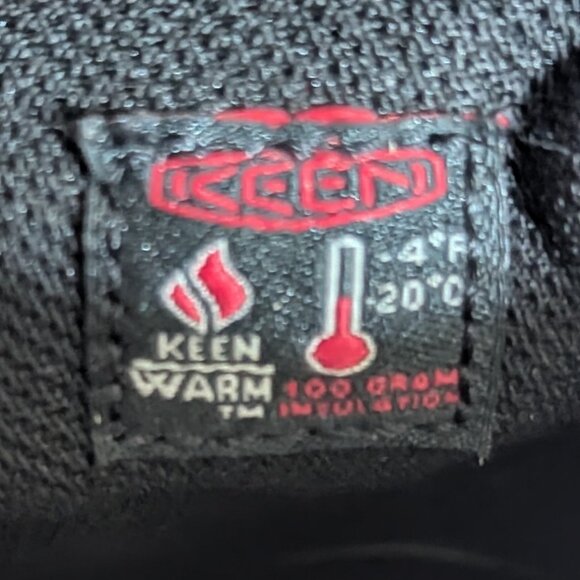 KEEN
-4°F
-20°C
KEEN
WARM
™
100 GRAM
INSULATION